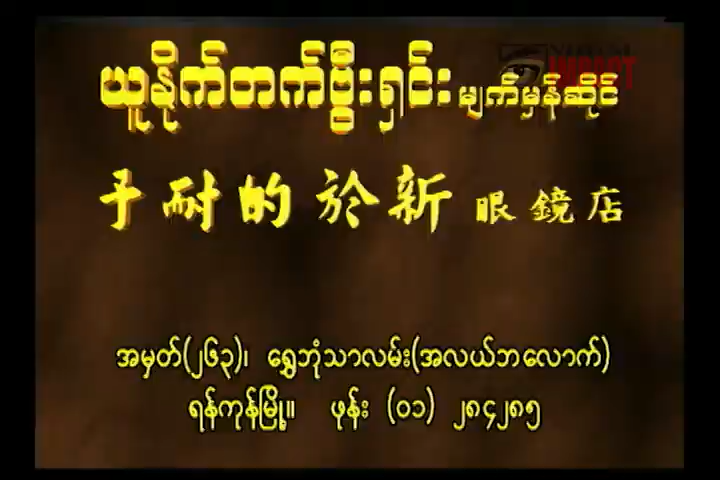 ယူနိုက်တက်ဗွီးရှင်း မျက်မှန်ဆိုင်
予耐的於新 眼鏡店
အမှတ်(၂၆၃)၊ ရွှေဘုံသာလမ်း(အလယ်ဘလောက်)
ရန်ကုန်မြို့။ ဖုန်း (၀၁) ၂၈၄၂၈၅